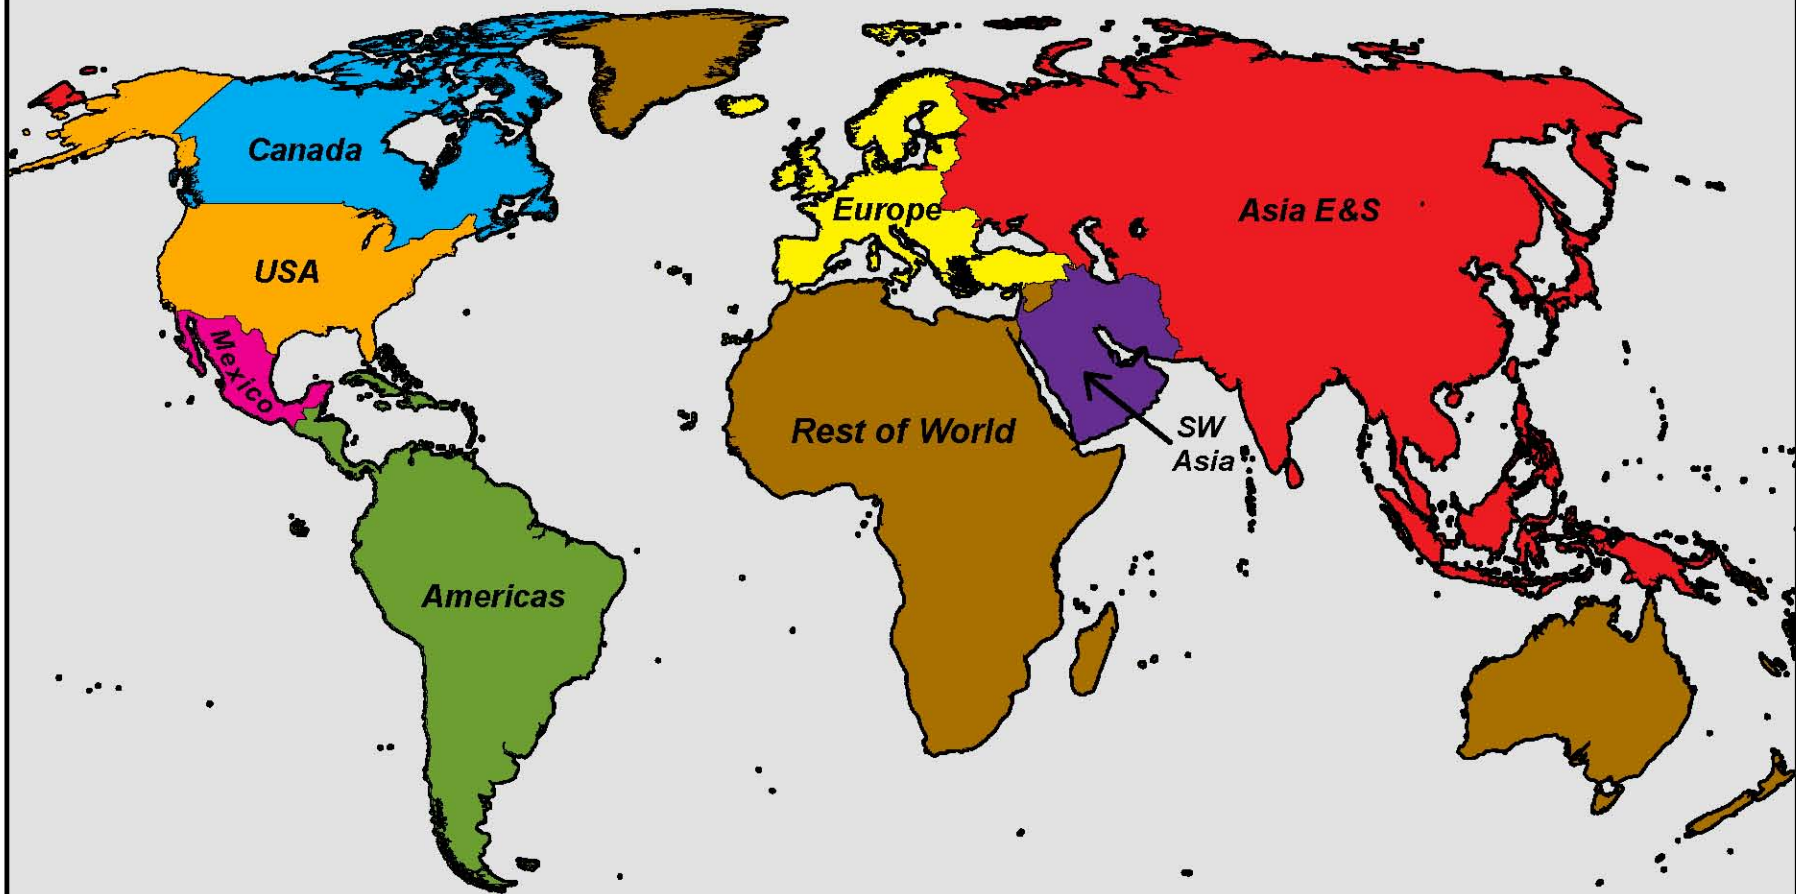 Canada
USA
Mexico
Americas
Europe
Asia E&S
Rest of World
SW
Asia